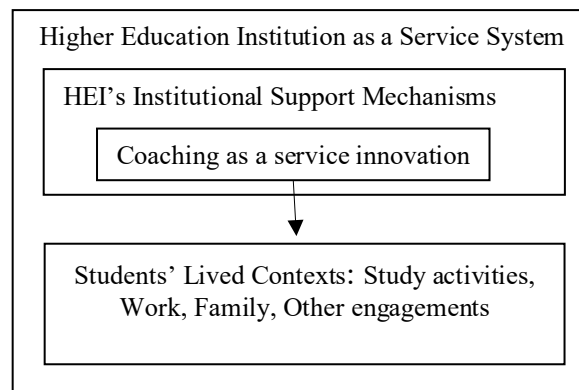 Higher Education Institution as a Service System
HEI's Institutional Support Mechanisms
Coaching as a service innovation
Students' Lived Contexts: Study activities,
Work, Family, Other engagements